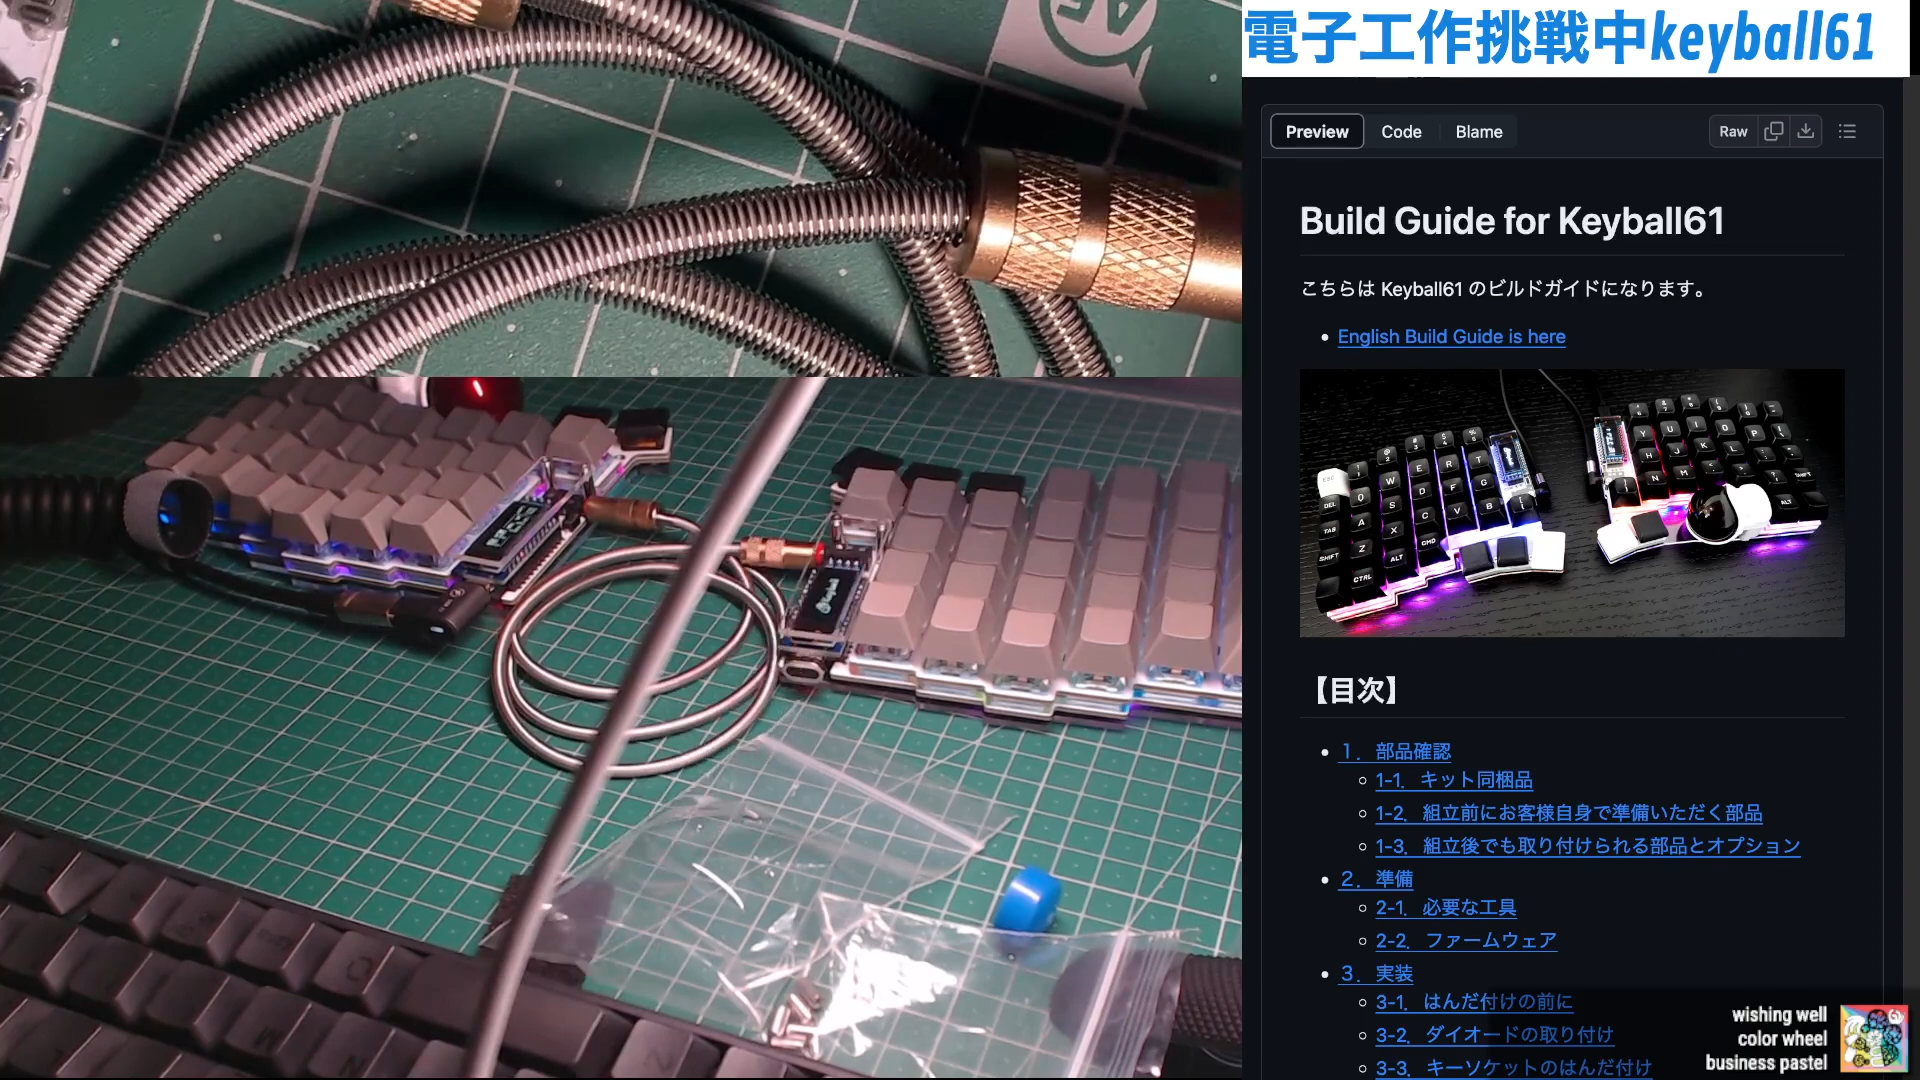 電子工作挑戦中keyball61
Preview
Code
Blame
Raw
Build Guide for Keyball61
こちらは Keyball61 のビルドガイドになります。
English Build Guide is here
【目次】
１． 部品確認
1-1． キット同梱品
1-2． 組立前にお客様自身で準備いただく部品
1-3． 組立後でも取り付けられる部品とオプション
２． 準備
2-1． 必要な工具
2-2． ファームウェア
３． 実装
3-1． はんだ付けの前に
3-2． ダイオードの取り付け
3-3． キーソケットのはんだ付け
wishing well
color wheel
business pastel